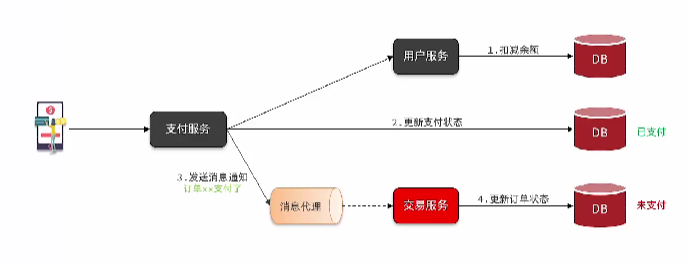 用户服务
1.扣减余额
DB
支付服务
2.更新支付状态
DB
已支付
3.发送消息通知
订单xx支付了
消息代理
交易服务
4.更新订单状态
DB
未支付